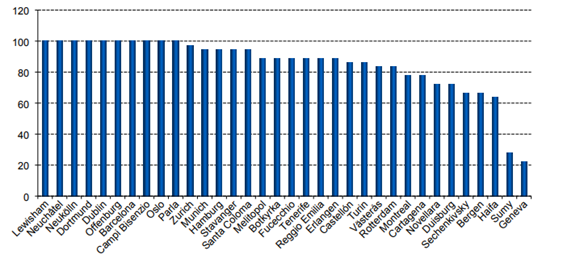 120
100
80
60
40
20
0
Lewisham
Neuchâtel
Neukölln
Dortmund
Dublin
Offenburg
Barcelona
Campi Bisenzio
Oslo
Parla
Zurich
Munich
Hamburg
Stavanger
Santa Coloma
Melitopol
Botkyrka
Fucecchio
Tenerife
Reggio Emilia
Erlangen
Castellón
Turin
Västerås
Rotterdam
Montreal
Cartagena
Novellara
Duisburg
Sechenkivsky
Bergen
Haifa
Sumy
Geneva